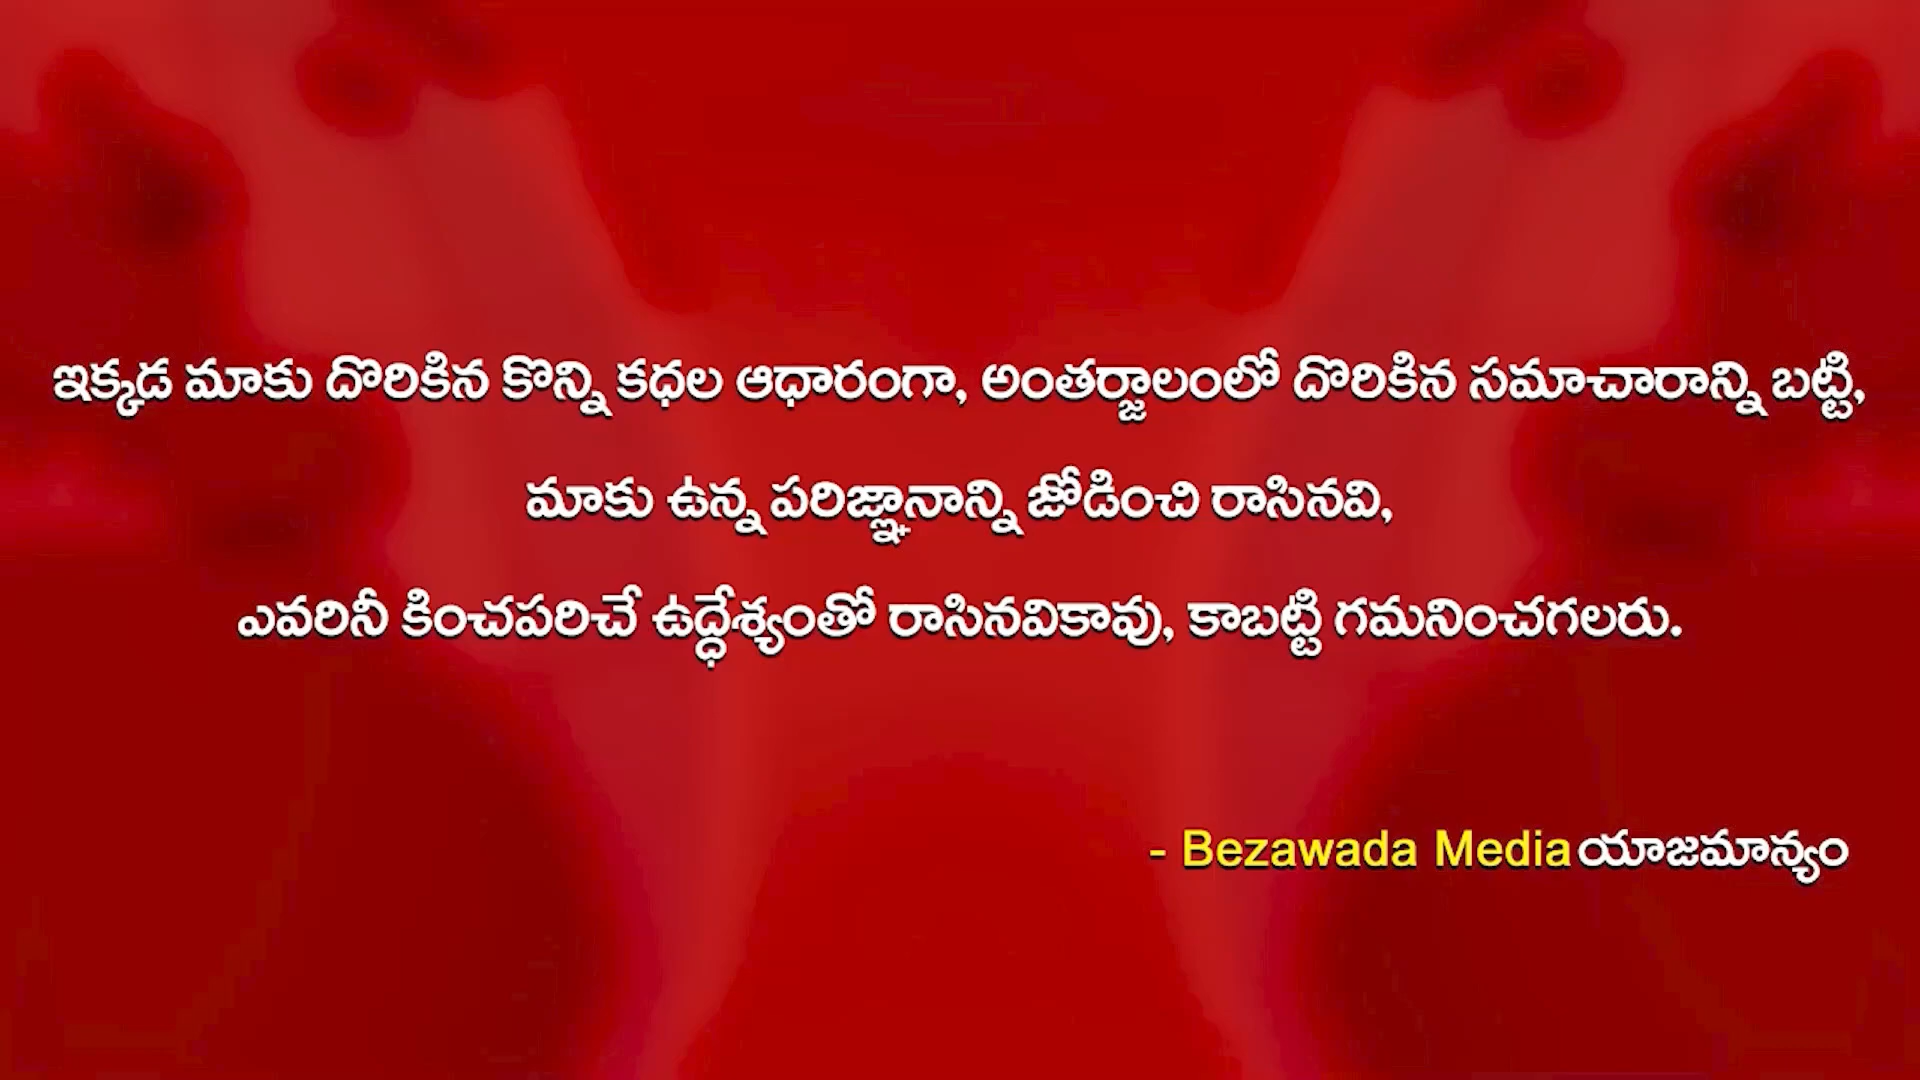 ఇక్కడ మాకు దొరికిన కొన్ని కధల ఆధారంగా, అంతర్జాలంలో దొరికిన సమాచారాన్ని బట్టి,
మాకు ఉన్న పరిజ్ఞానాన్ని జోడించి రాసినవి,
ఎవరినీ కించపరిచే ఉద్ధేశ్యంతో రాసినవికావు, కాబట్టి గమనించగలరు.
- Bezawada Media యాజమాన్యం